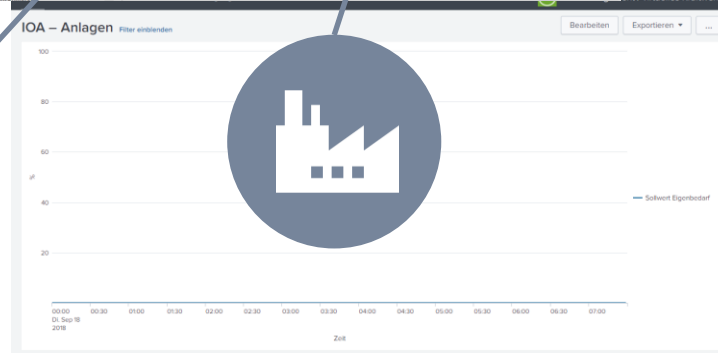 IOA – Anlagen Filter einblenden
Bearbeiten
Exportieren
...
100
80
60
%
40
20
Sollwert Eigenbedarf
00:00 00:30 01:00 01:30 02:00 02:30 03:00 03:30 04:00 04:30 05:00 05:30 06:00 06:30 07:00
Di. Sep 18
2018
Zeit